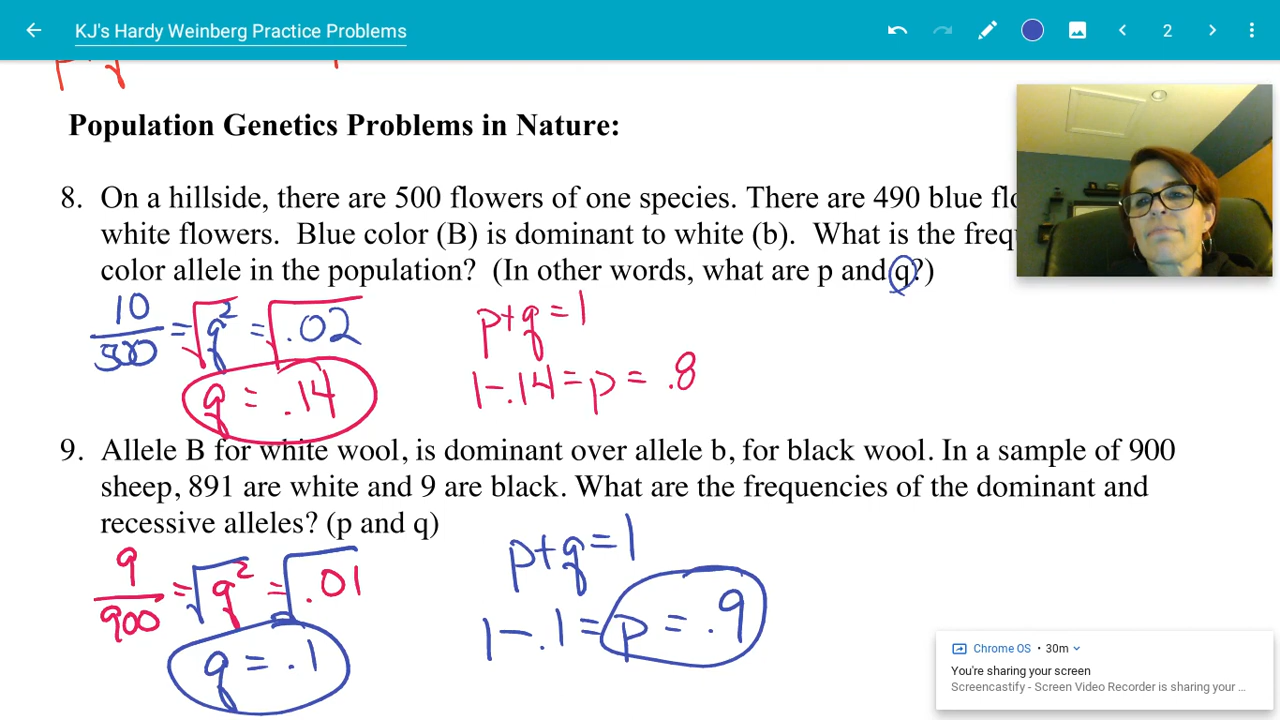 KJ's Hardy Weinberg Practice Problems
2
Population Genetics Problems in Nature:
8. On a hillside, there are 500 flowers of one species. There are 490 blue
white flowers. Blue color (B) is dominant to white (b). What is the
color allele in the population? (In other words, what are p and q?)
10/500 = √q² = √.02
q = .14
p+q=1
1-.14=p= .8
9. Allele B for white wool, is dominant over allele b, for black wool. In a sample of 900
sheep, 891 are white and 9 are black. What are the frequencies of the dominant and
recessive alleles? (p and q)
9/900 = √q² = √.01
q = .1
p+q=1
1-.1=p= .9
Chrome OS • 30m
You're sharing your screen
Screencastify - Screen Video Recorder is sharing your ...